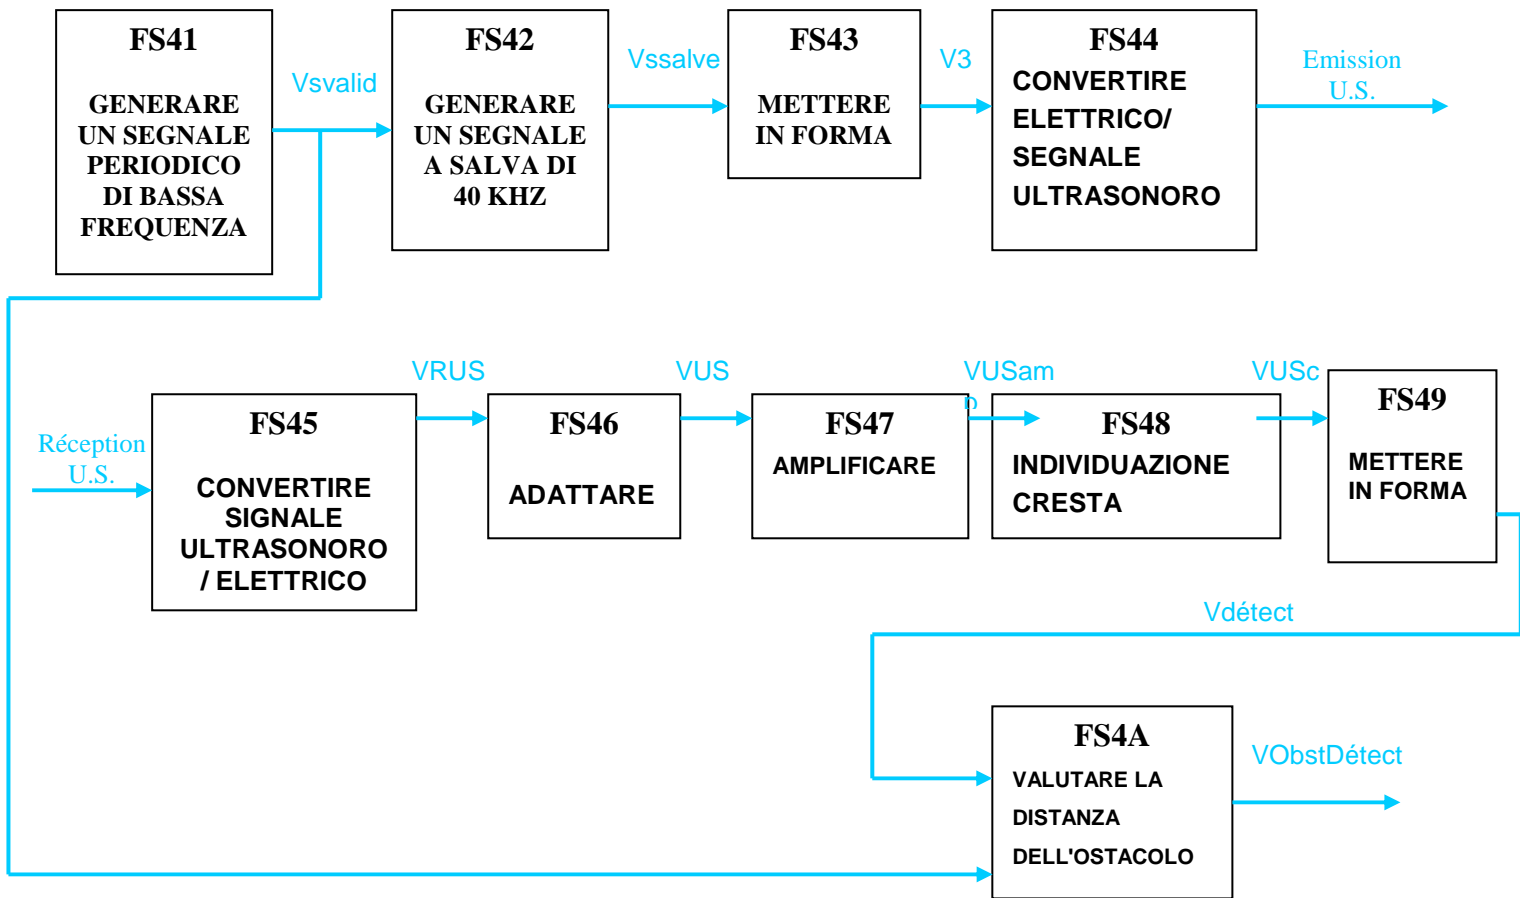 FS41
GENERARE
UN SEGNALE
PERIODICO
DI BASSA
FREQUENZA
Vsvalid
FS42
GENERARE
UN SEGNALE
A SALVA DI
40 KHZ
Vssalve
FS43
METTERE
IN FORMA
V3
FS44
CONVERTIRE
ELETTRICO/
SEGNALE
ULTRASONORO
Emission
U.S.
Réception
U.S.
FS45
CONVERTIRE
SIGNALE
ULTRASONORO
/ ELETTRICO
VRUS
FS46
ADATTARE
VUS
FS47
AMPLIFICARE
VUSam
p
FS48
INDIVIDUAZIONE
CRESTA
VUSc
FS49
METTERE
IN FORMA
Vdétect
FS4A
VALUTARE LA
DISTANZA
DELL'OSTACOLO
VObstDétect